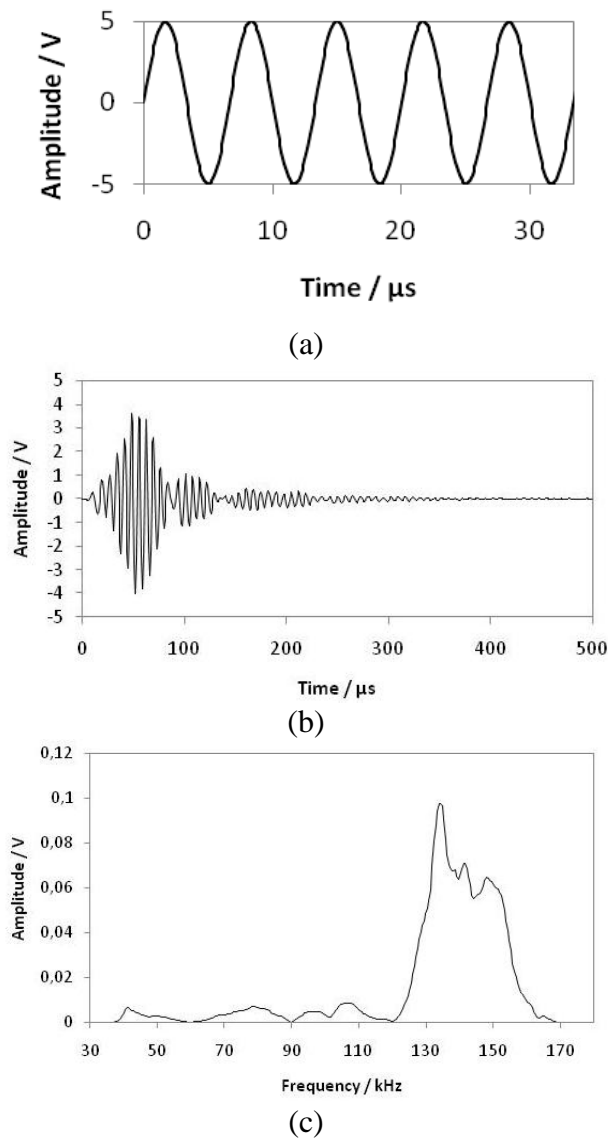 5
0
-5
Amplitude / V
0 10 20 30
Time / µs
(a)
5
4
3
2
1
0
-1
-2
-3
-4
-5
Amplitude / V
0 100 200 300 400 500
Time / µs
(b)
0,12
0,1
0,08
0,06
0,04
0,02
0
Amplitude / V
30 50 70 90 110 130 150 170
Frequency / kHz
(c)